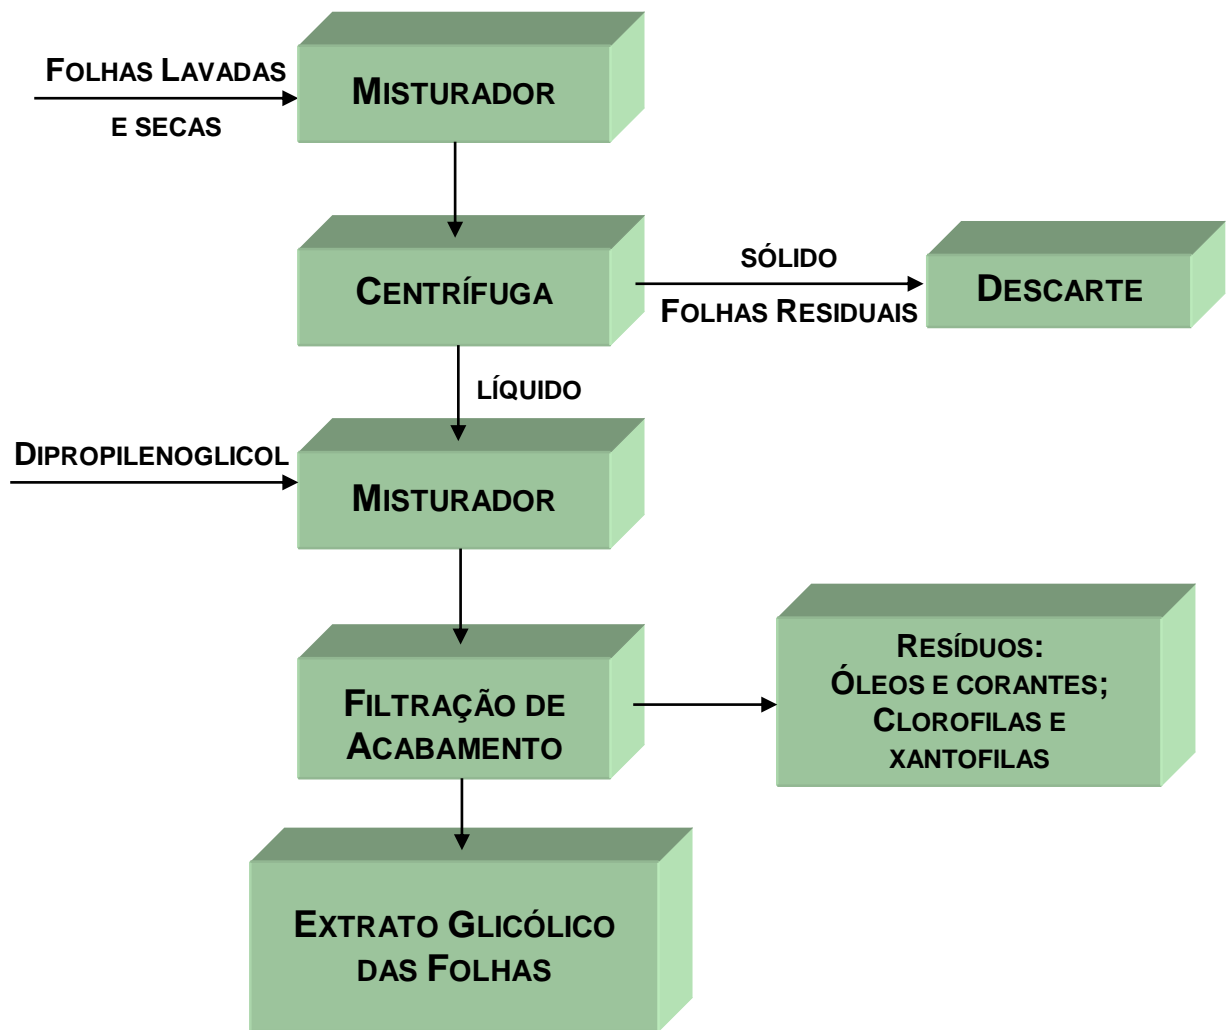 FOLHAS LAVADAS
E SECAS
MISTURADOR
CENTRÍFUGA
SÓLIDO
FOLHAS RESIDUAIS
DESCARTE
LÍQUIDO
DIPROPILENOGLICOL
MISTURADOR
FILTRAÇÃO DE
ACABAMENTO
RESÍDUOS:
ÓLEOS E CORANTES;
CLOROFILAS E
XANTOFILAS
EXTRATO GLICÓLICO
DAS FOLHAS